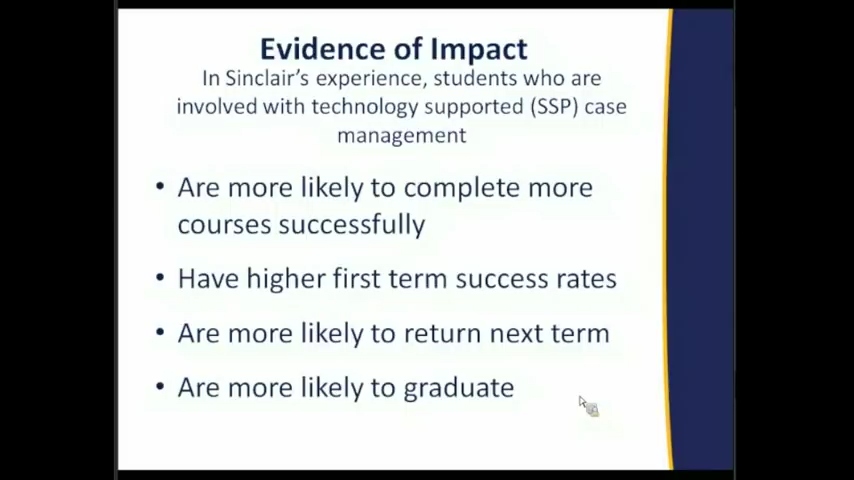 Evidence of Impact
In Sinclair's experience, students who are
involved with technology supported (SSP) case
management
• Are more likely to complete more
courses successfully
• Have higher first term success rates
• Are more likely to return next term
• Are more likely to graduate